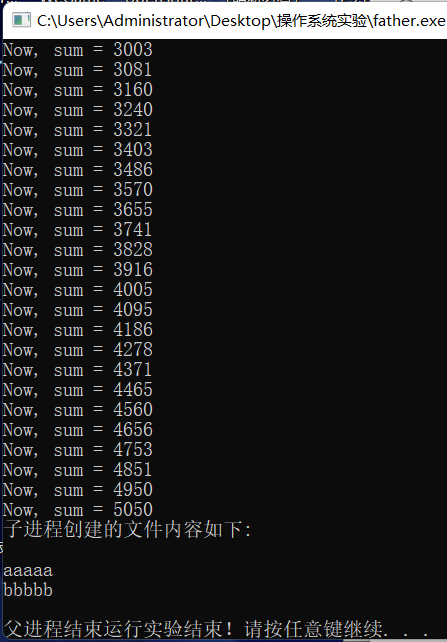 C:\Users\Administrator\Desktop\操作系统实验\father.exe
Now, sum = 3003
Now, sum = 3081
Now, sum = 3160
Now, sum = 3240
Now, sum = 3321
Now, sum = 3403
Now, sum = 3486
Now, sum = 3570
Now, sum = 3655
Now, sum = 3741
Now, sum = 3828
Now, sum = 3916
Now, sum = 4005
Now, sum = 4095
Now, sum = 4186
Now, sum = 4278
Now, sum = 4371
Now, sum = 4465
Now, sum = 4560
Now, sum = 4656
Now, sum = 4753
Now, sum = 4851
Now, sum = 4950
Now, sum = 5050
子进程创建的文件内容如下:
aaaaa
bbbbb
父进程结束运行实验结束！请按任意键继续. . .